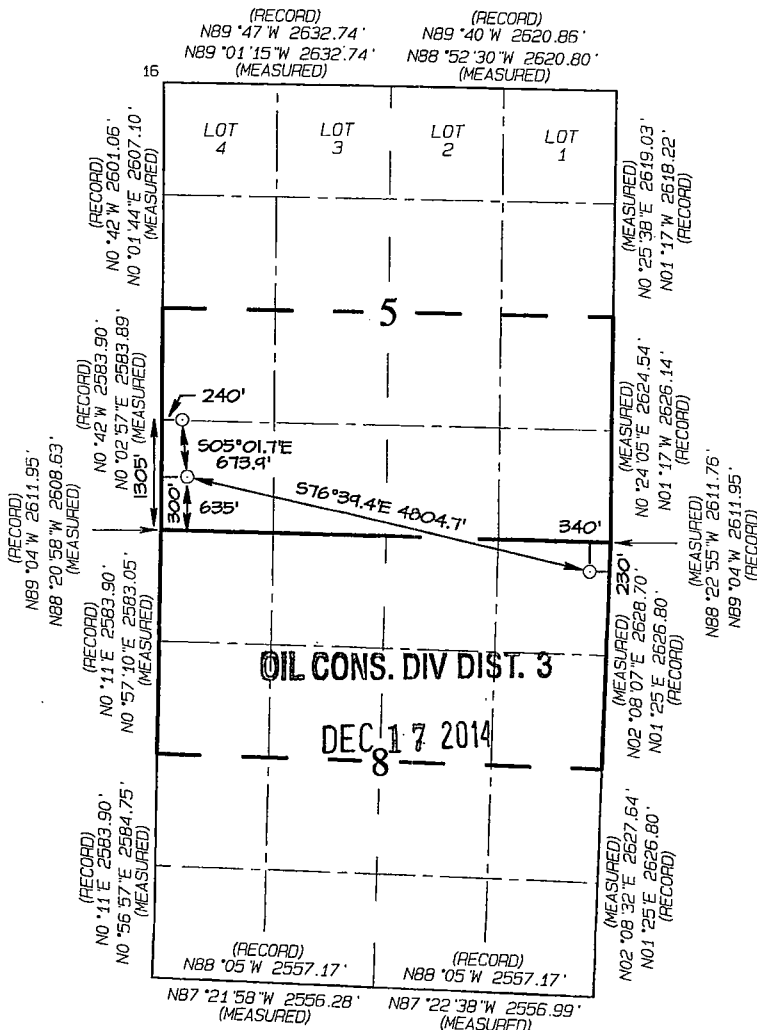 (RECORD)
N89 °47 'W 2632.74'
N89 °01 '15 "W 2632.74'
(MEASURED)
(RECORD)
N89 °40 'W 2620.86'
N88 °52 '30 "W 2620.80'
(MEASURED)
16
LOT
4
LOT
3
LOT
2
LOT
1
(RECORD)
N0 °42 'W 2601.06'
N0 °01 '44 "E 2607.10'
(MEASURED)
(MEASURED)
N0 °25 '38 "E 2619.03'
N01 °17 'W 2618.22'
(RECORD)
5
(RECORD)
N0 °42 'W 2583.90'
N0 °02 '57 "E 2583.89'
(MEASURED)
(MEASURED)
N0 °24 '05 "E 2624.54'
N01 °17 'W 2626.14'
(RECORD)
240'
1305'
S05°01.7'E
673.9'
300'
635'
S76°39.4'E 4804.7'
340'
230'
(RECORD)
N89 °04 'W 2611.95'
N88 °20 '58 "W 2608.63'
(MEASURED)
(MEASURED)
N88 °22 '55 "W 2611.76'
N89 °04 'W 2611.95'
(RECORD)
(RECORD)
N0 °11 'E 2583.90'
N0 °57 '10 "E 2583.05'
(MEASURED)
(MEASURED)
N02 °08 '07 "E 2628.70'
N01 °25 'E 2626.80'
(RECORD)
OIL CONS. DIV DIST. 3
DEC 17 2014
8
(RECORD)
N0 °11 'E 2583.90'
N0 °56 '57 "E 2584.75'
(MEASURED)
(MEASURED)
N02 °08 '32 "E 2627.64'
N01 °25 'E 2626.80'
(RECORD)
(RECORD)
N88 °05 'W 2557.17'
N87 °21 '58 "W 2556.28'
(MEASURED)
(RECORD)
N88 °05 'W 2557.17'
N87 °22 '38 "W 2556.99'
(MEASURED)